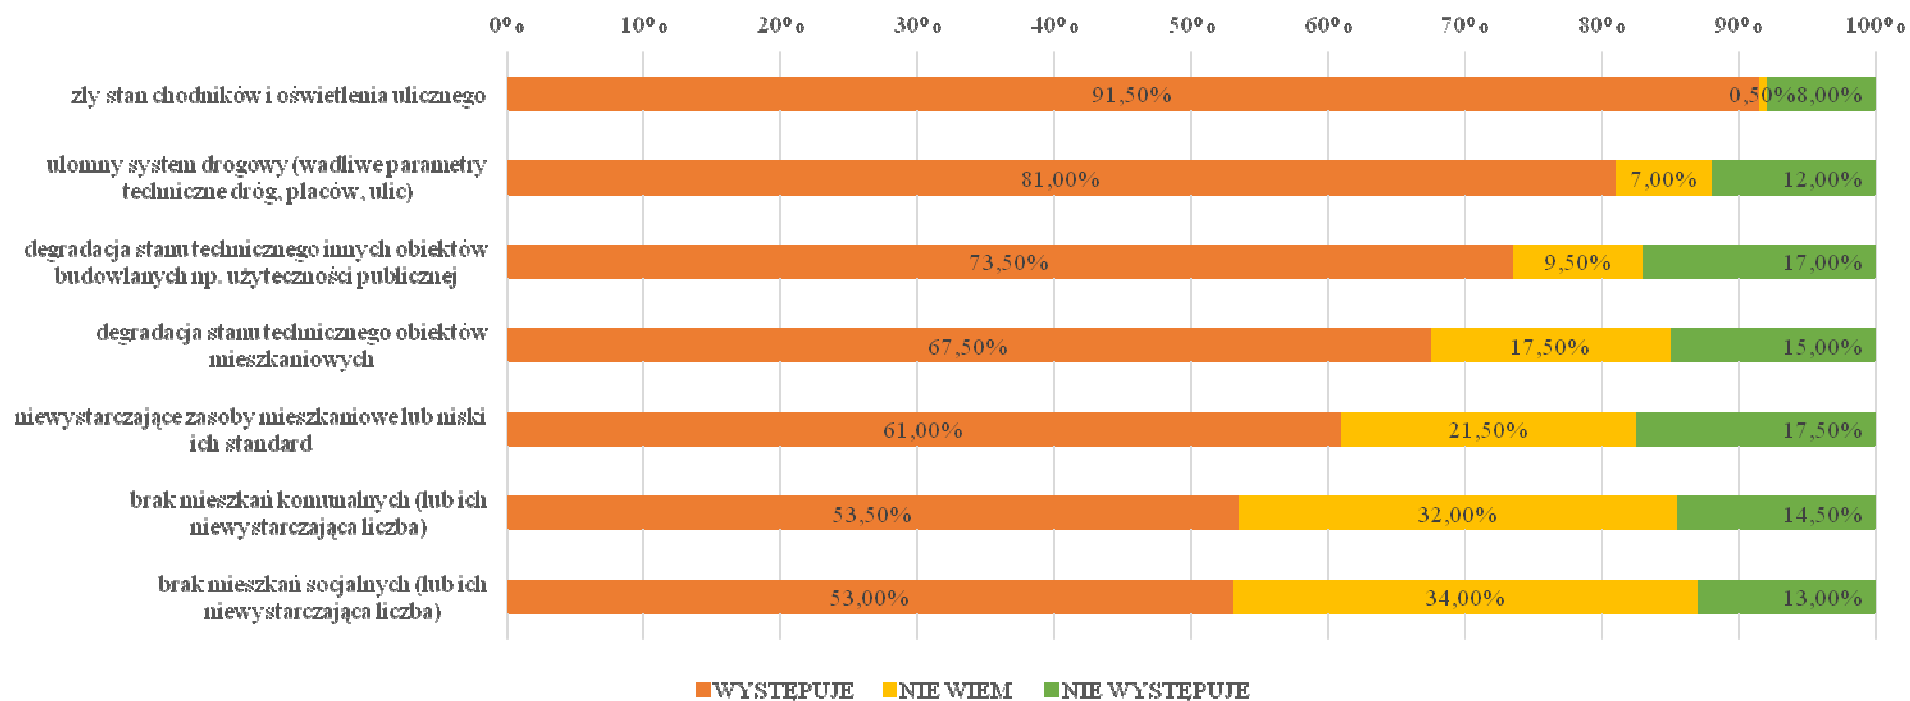 0% 10% 20% 30% 40% 50% 60% 70% 80% 90% 100%
zły stan chodników i oświetlenia ulicznego
91,50% 0,50% 8,00%
ułomny system drogowy (wadliwe parametry
techniczne dróg, placów, ulic)
81,00% 7,00% 12,00%
degradacja stanu technicznego innych obiektów
budowlanych np. użyteczności publicznej
73,50% 9,50% 17,00%
degradacja stanu technicznego obiektów
mieszkaniowych
67,50% 17,50% 15,00%
niewystarczające zasoby mieszkaniowe lub niski
ich standard
61,00% 21,50% 17,50%
brak mieszkań komunalnych (lub ich
niewystarczająca liczba)
53,50% 32,00% 14,50%
brak mieszkań socjalnych (lub ich
niewystarczająca liczba)
53,00% 34,00% 13,00%
WYSTĘPUJE NIE WIEM NIE WYSTĘPUJE